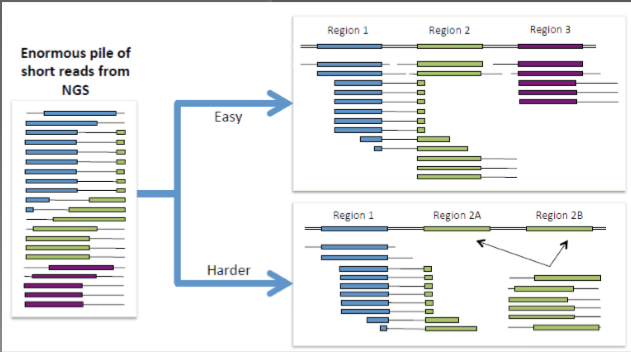 Enormous pile of
short reads from
NGS
Easy
Harder
Region 1 Region 2 Region 3
Region 1 Region 2A Region 2B